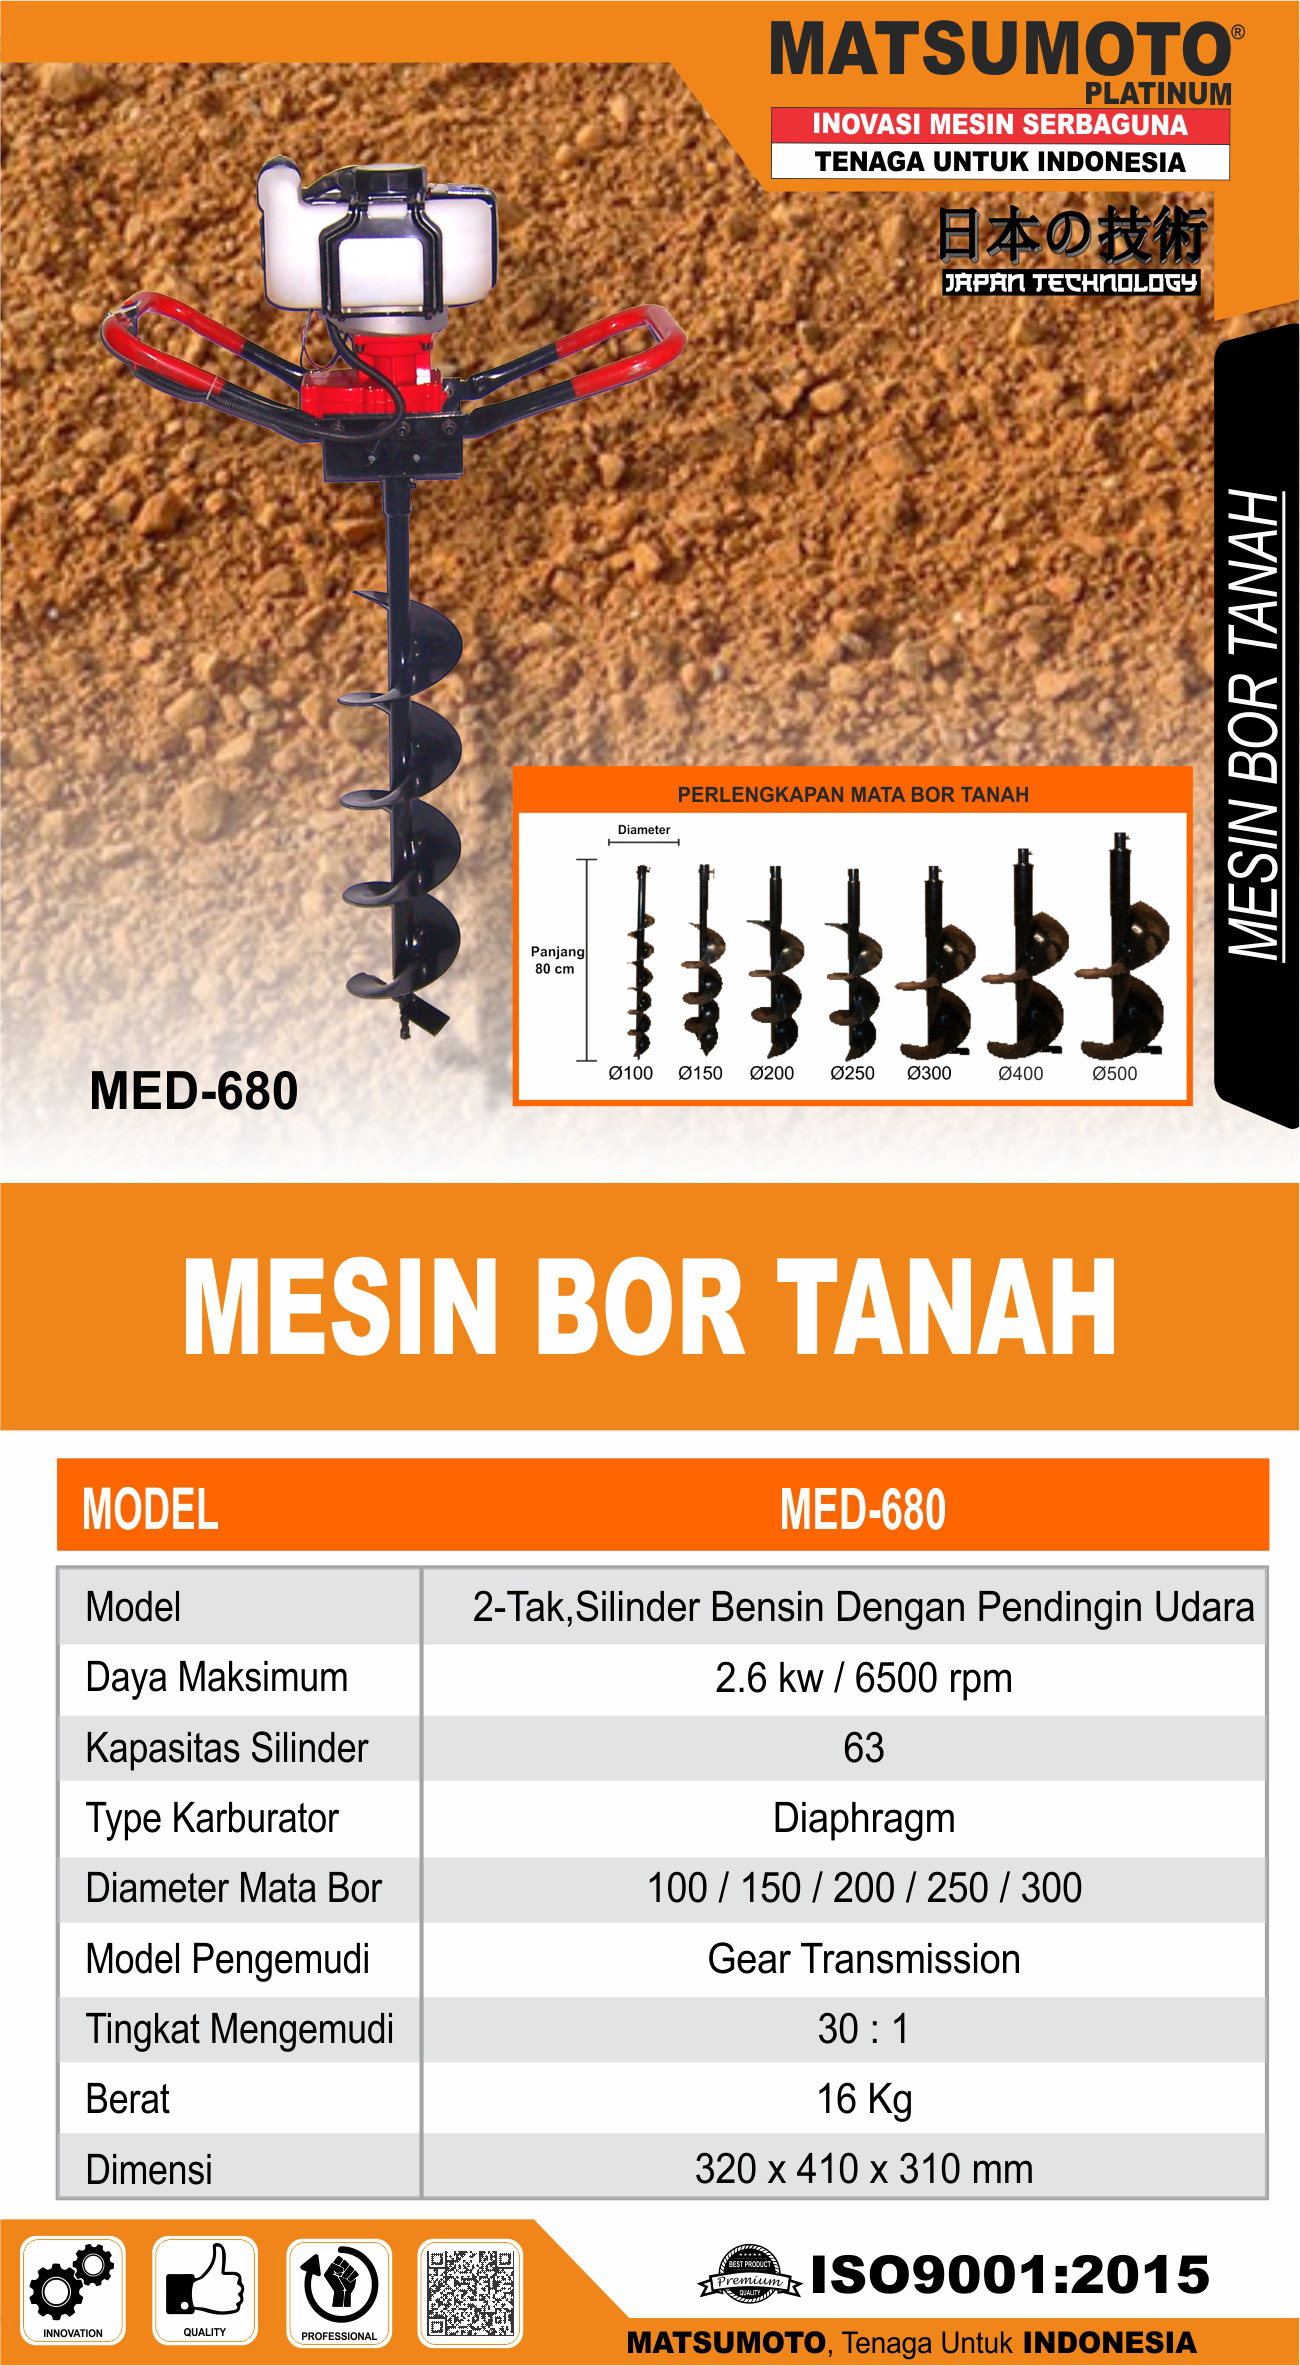 MATSUMOTO®
PLATINUM
INOVASI MESIN SERBAGUNA
TENAGA UNTUK INDONESIA
日本の技術
JAPAN TECHNOLOGY
MESIN BOR TANAH
PERLENGKAPAN MATA BOR TANAH
Diameter
Panjang
80 cm
Ø100 Ø150 Ø200 Ø250 Ø300 Ø400 Ø500
MED-680
MESIN BOR TANAH
MODEL MED-680
Model 2-Tak,Silinder Bensin Dengan Pendingin Udara
Daya Maksimum 2.6 kw / 6500 rpm
Kapasitas Silinder 63
Type Karburator Diaphragm
Diameter Mata Bor 100 / 150 / 200 / 250 / 300
Model Pengemudi Gear Transmission
Tingkat Mengemudi 30 : 1
Berat 16 Kg
Dimensi 320 x 410 x 310 mm
INNOVATION
QUALITY
PROFESSIONAL
BEST PRODUCT
Premium
QUALITY
ISO9001:2015
MATSUMOTO, Tenaga Untuk INDONESIA